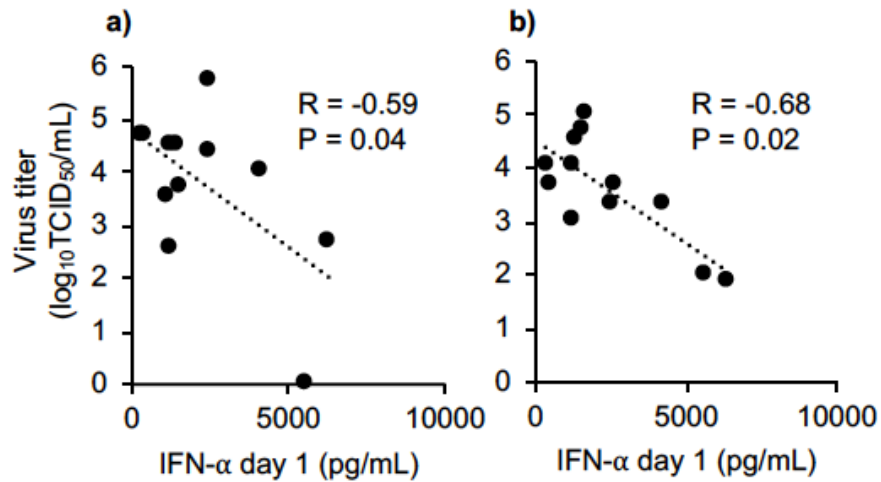 a)
Virus titer
(log₁₀TCID₅₀/mL)
6
5
4
3
2
1
0
R = -0.59
P = 0.04
0 5000 10000
IFN-α day 1 (pg/mL)
b)
6
5
4
3
2
1
0
R = -0.68
P = 0.02
0 5000 10000
IFN-α day 1 (pg/mL)